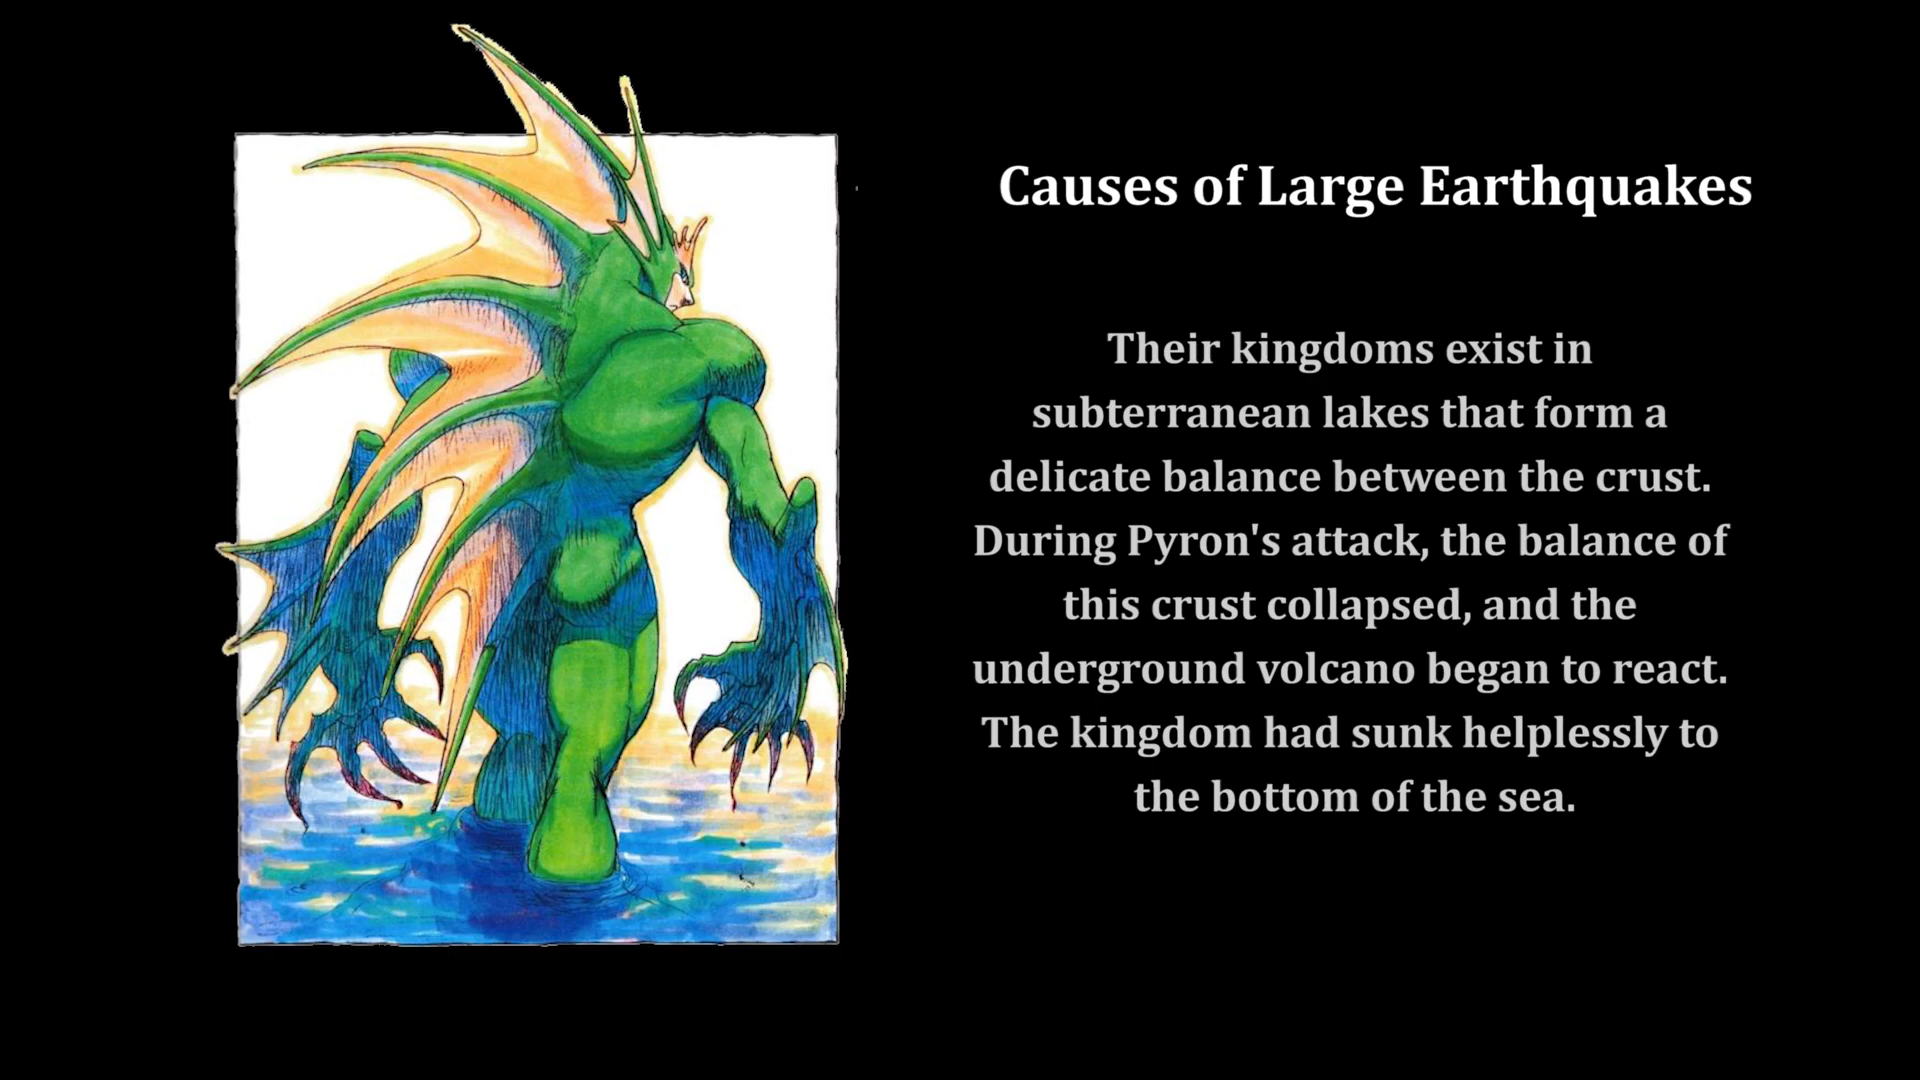 Causes of Large Earthquakes
Their kingdoms exist in
subterranean lakes that form a
delicate balance between the crust.
During Pyron's attack, the balance of
this crust collapsed, and the
underground volcano began to react.
The kingdom had sunk helplessly to
the bottom of the sea.